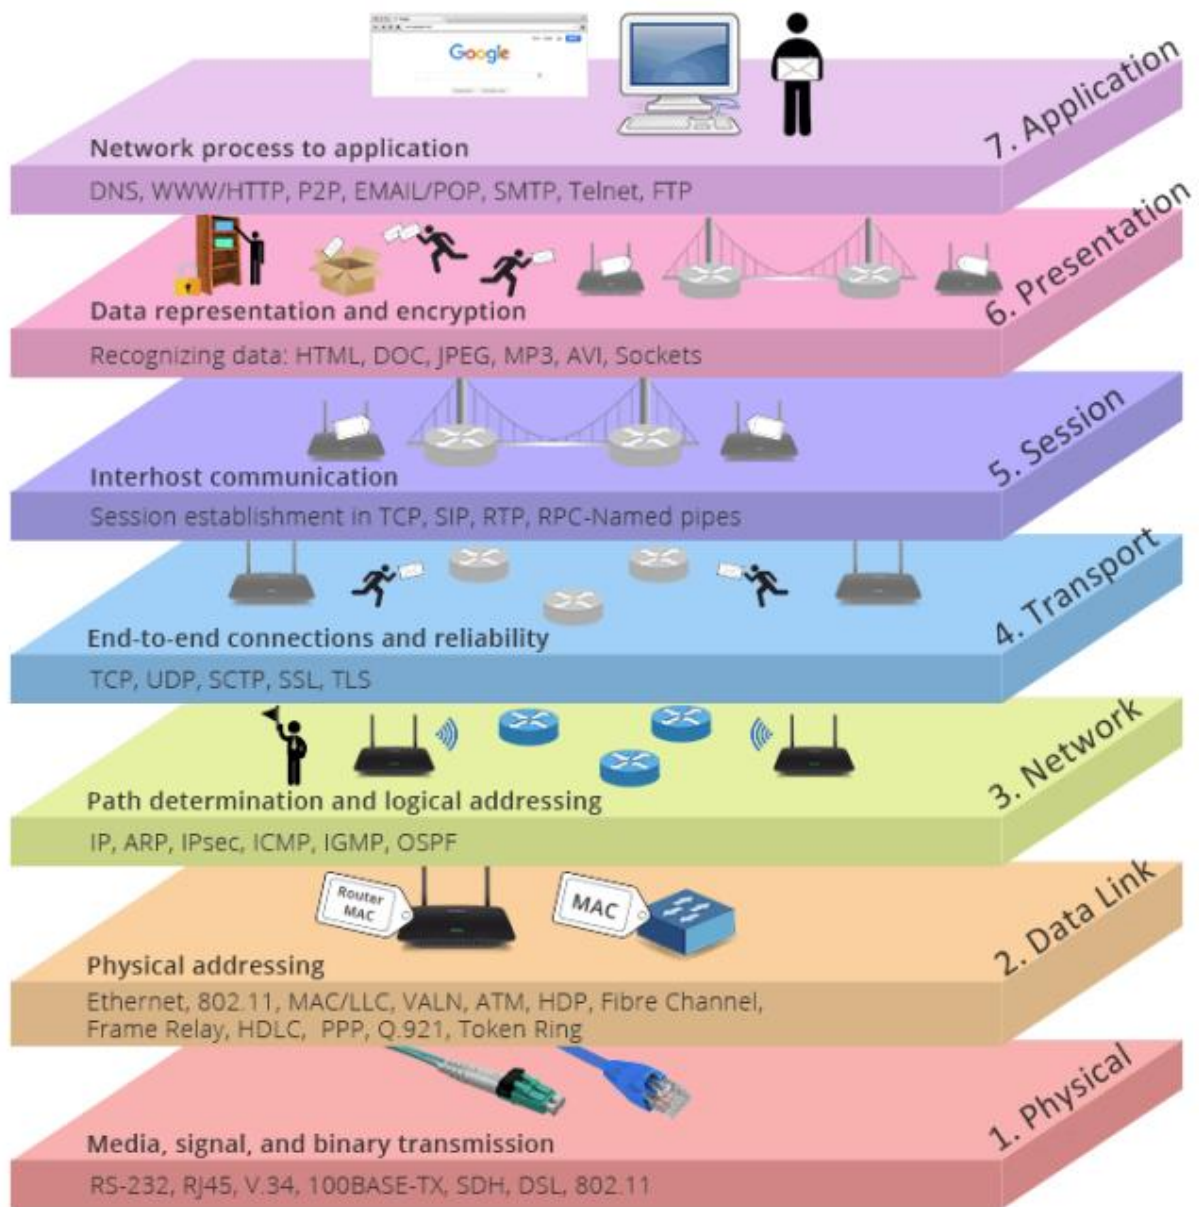 Google
7. Application
Network process to application
DNS, WWW/HTTP, P2P, EMAIL/POP, SMTP, Telnet, FTP
6. Presentation
Data representation and encryption
Recognizing data: HTML, DOC, JPEG, MP3, AVI, Sockets
5. Session
Interhost communication
Session establishment in TCP, SIP, RTP, RPC-Named pipes
4. Transport
End-to-end connections and reliability
TCP, UDP, SCTP, SSL, TLS
3. Network
Path determination and logical addressing
IP, ARP, IPsec, ICMP, IGMP, OSPF
Router
MAC
MAC
2. Data Link
Physical addressing
Ethernet, 802.11, MAC/LLC, VALN, ATM, HDP, Fibre Channel,
Frame Relay, HDLC, PPP, Q.921, Token Ring
1. Physical
Media, signal, and binary transmission
RS-232, RJ45, V.34, 100BASE-TX, SDH, DSL, 802.11